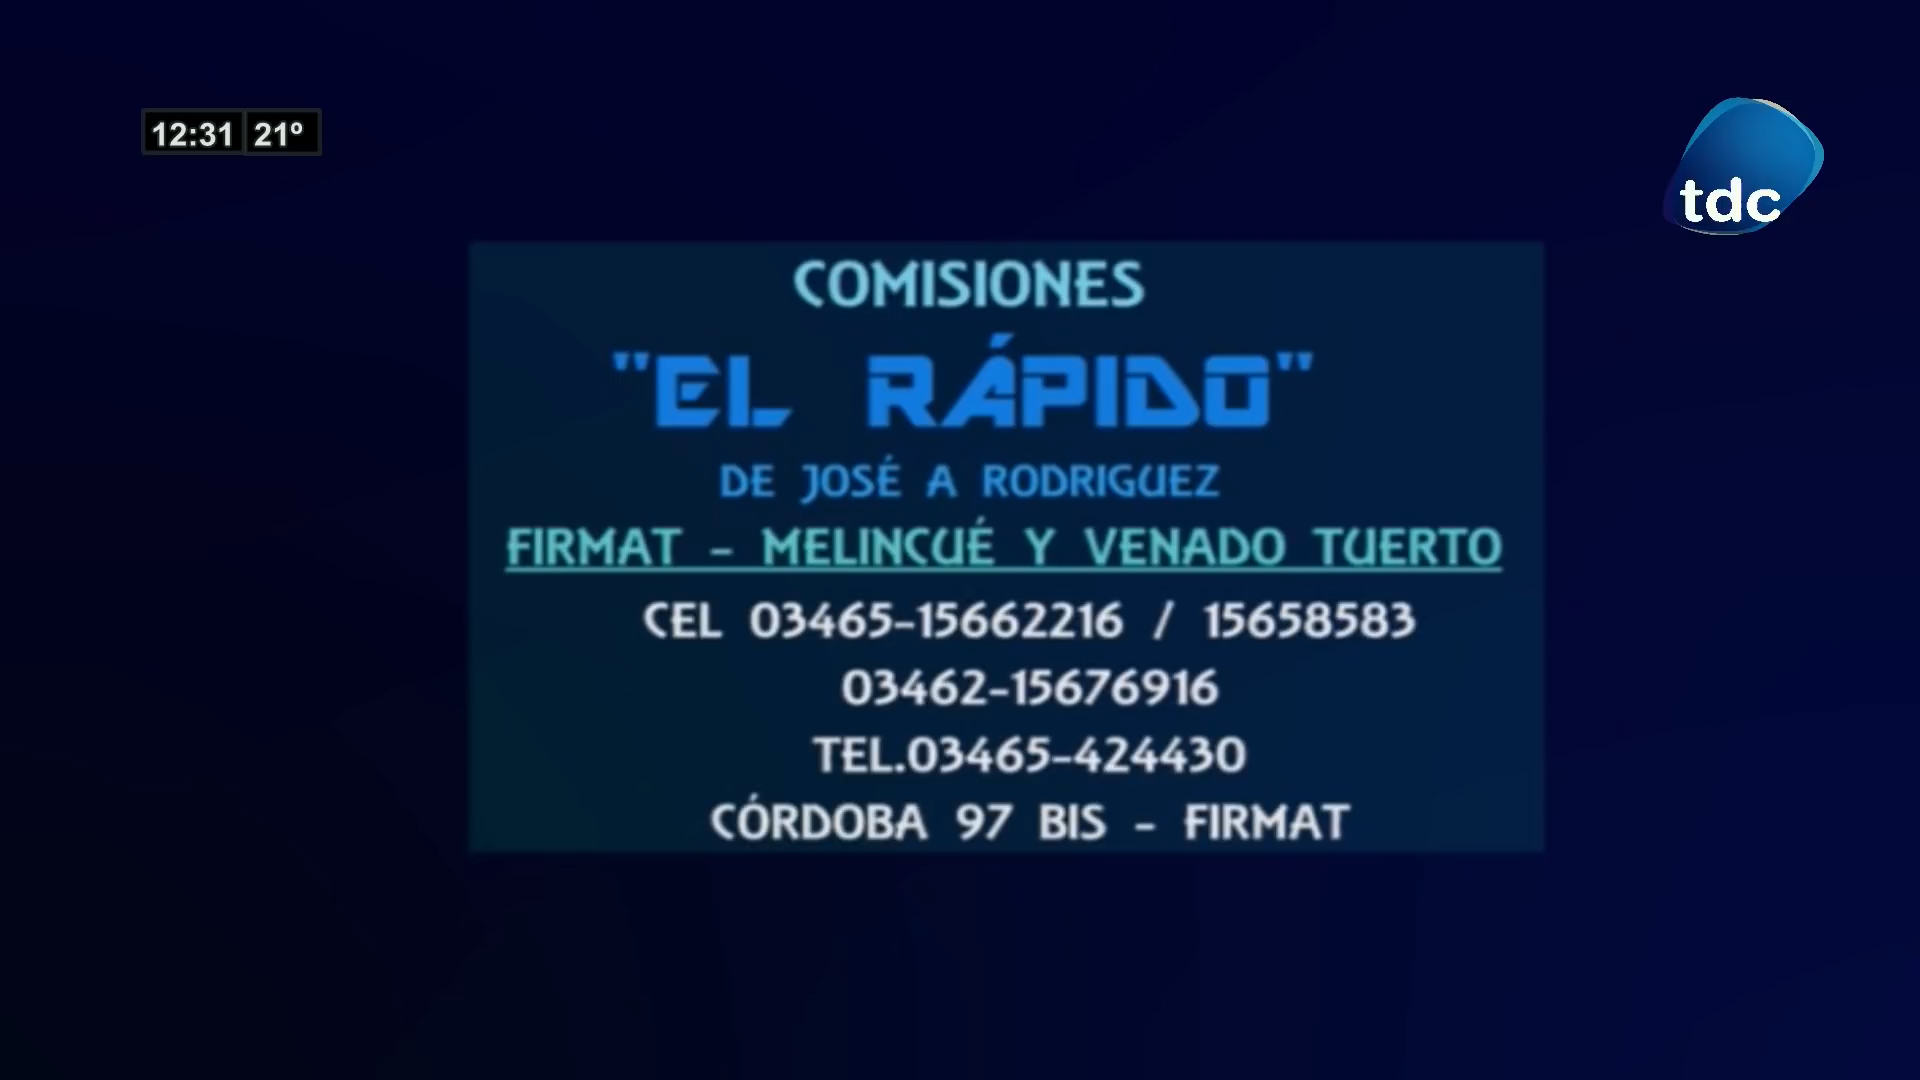 12:31 21º
tdc
COMISIONES
"EL RÁPIDO"
DE JOSÉ A RODRIGUEZ
FIRMAT - MELINCUÉ Y VENADO TUERTO
CEL 03465-15662216 / 15658583
03462-15676916
TEL.03465-424430
CÓRDOBA 97 BIS - FIRMAT